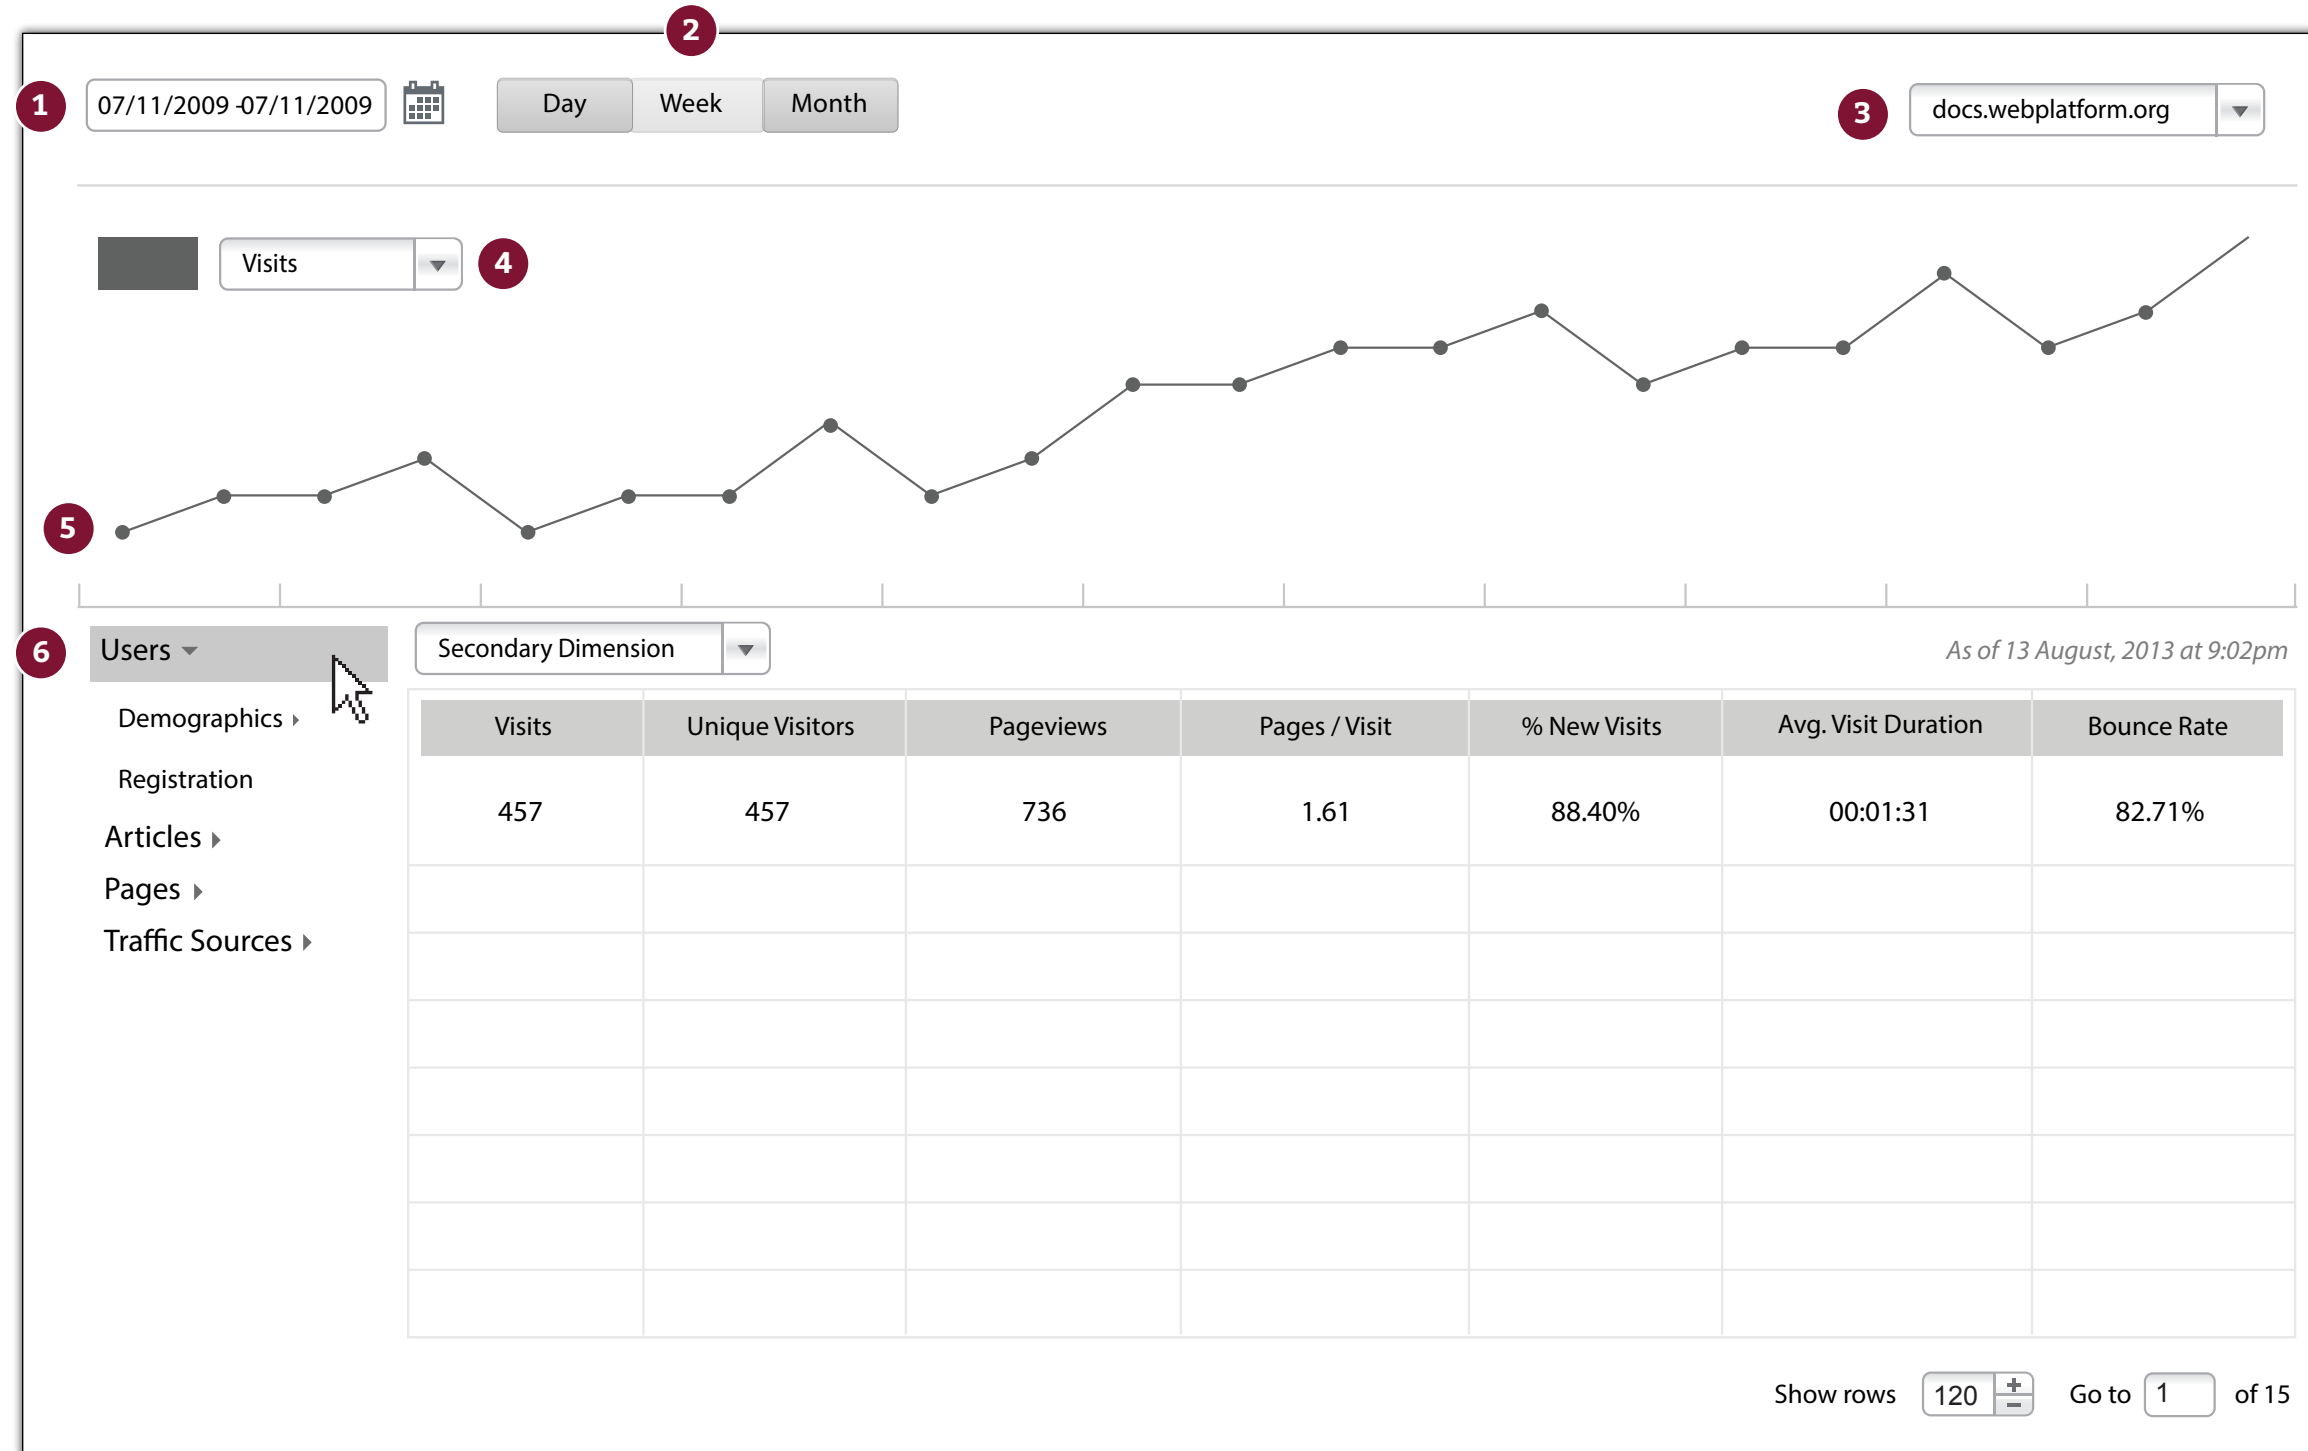 2
1
07/11/2009 -07/11/2009
Day
Week
Month
3
docs.webplatform.org
Visits
4
5
6
Users
Secondary Dimension
As of 13 August, 2013 at 9:02pm
Demographics
Registration
Articles
Pages
Traffic Sources
Visits
Unique Visitors
Pageviews
Pages / Visit
% New Visits
Avg. Visit Duration
Bounce Rate
457
457
736
1.61
88.40%
00:01:31
82.71%
Show rows
120
Go to
1
of 15